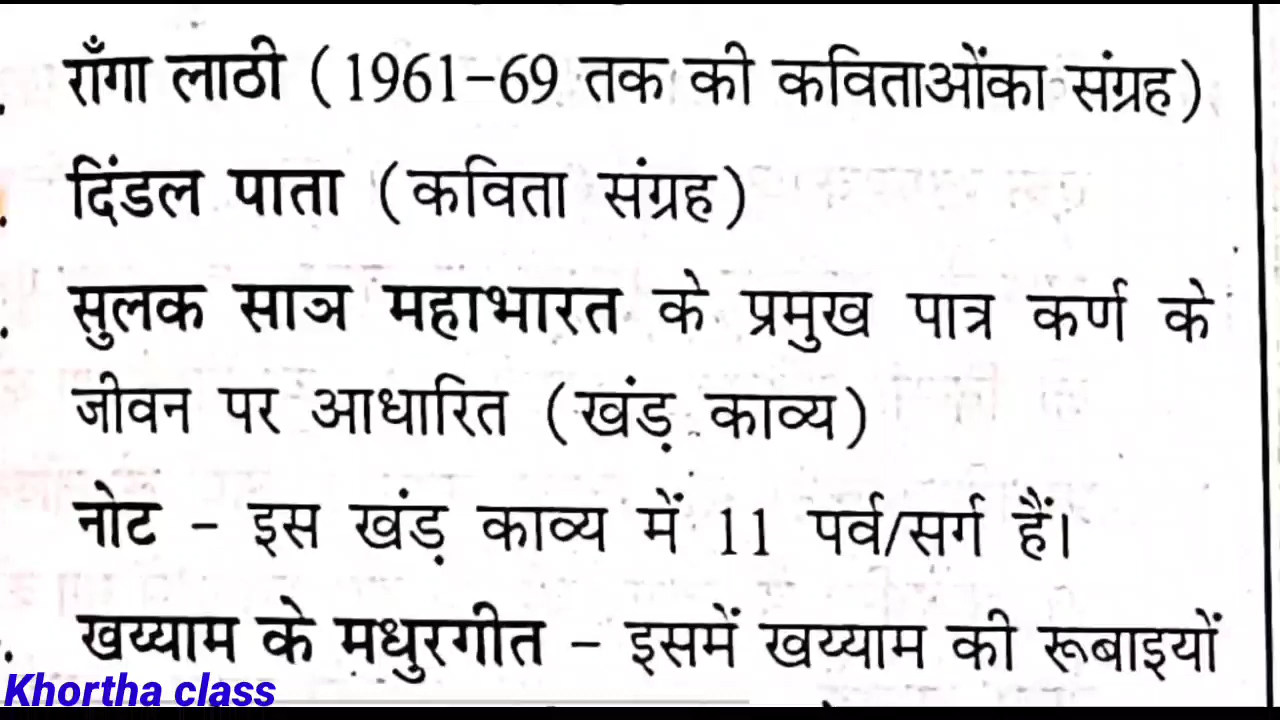 राँगा लाठी (1961-69 तक की कविताओंका संग्रह)
दिंडल पाता (कविता संग्रह)
सुलक साञ महाभारत के प्रमुख पात्र कर्ण के
जीवन पर आधारित (खंड़ काव्य)
नोट - इस खंड़ काव्य में 11 पर्व/सर्ग हैं।
खय्याम के मधुरगीत - इसमें खय्याम की रूबाइयों
Khortha class